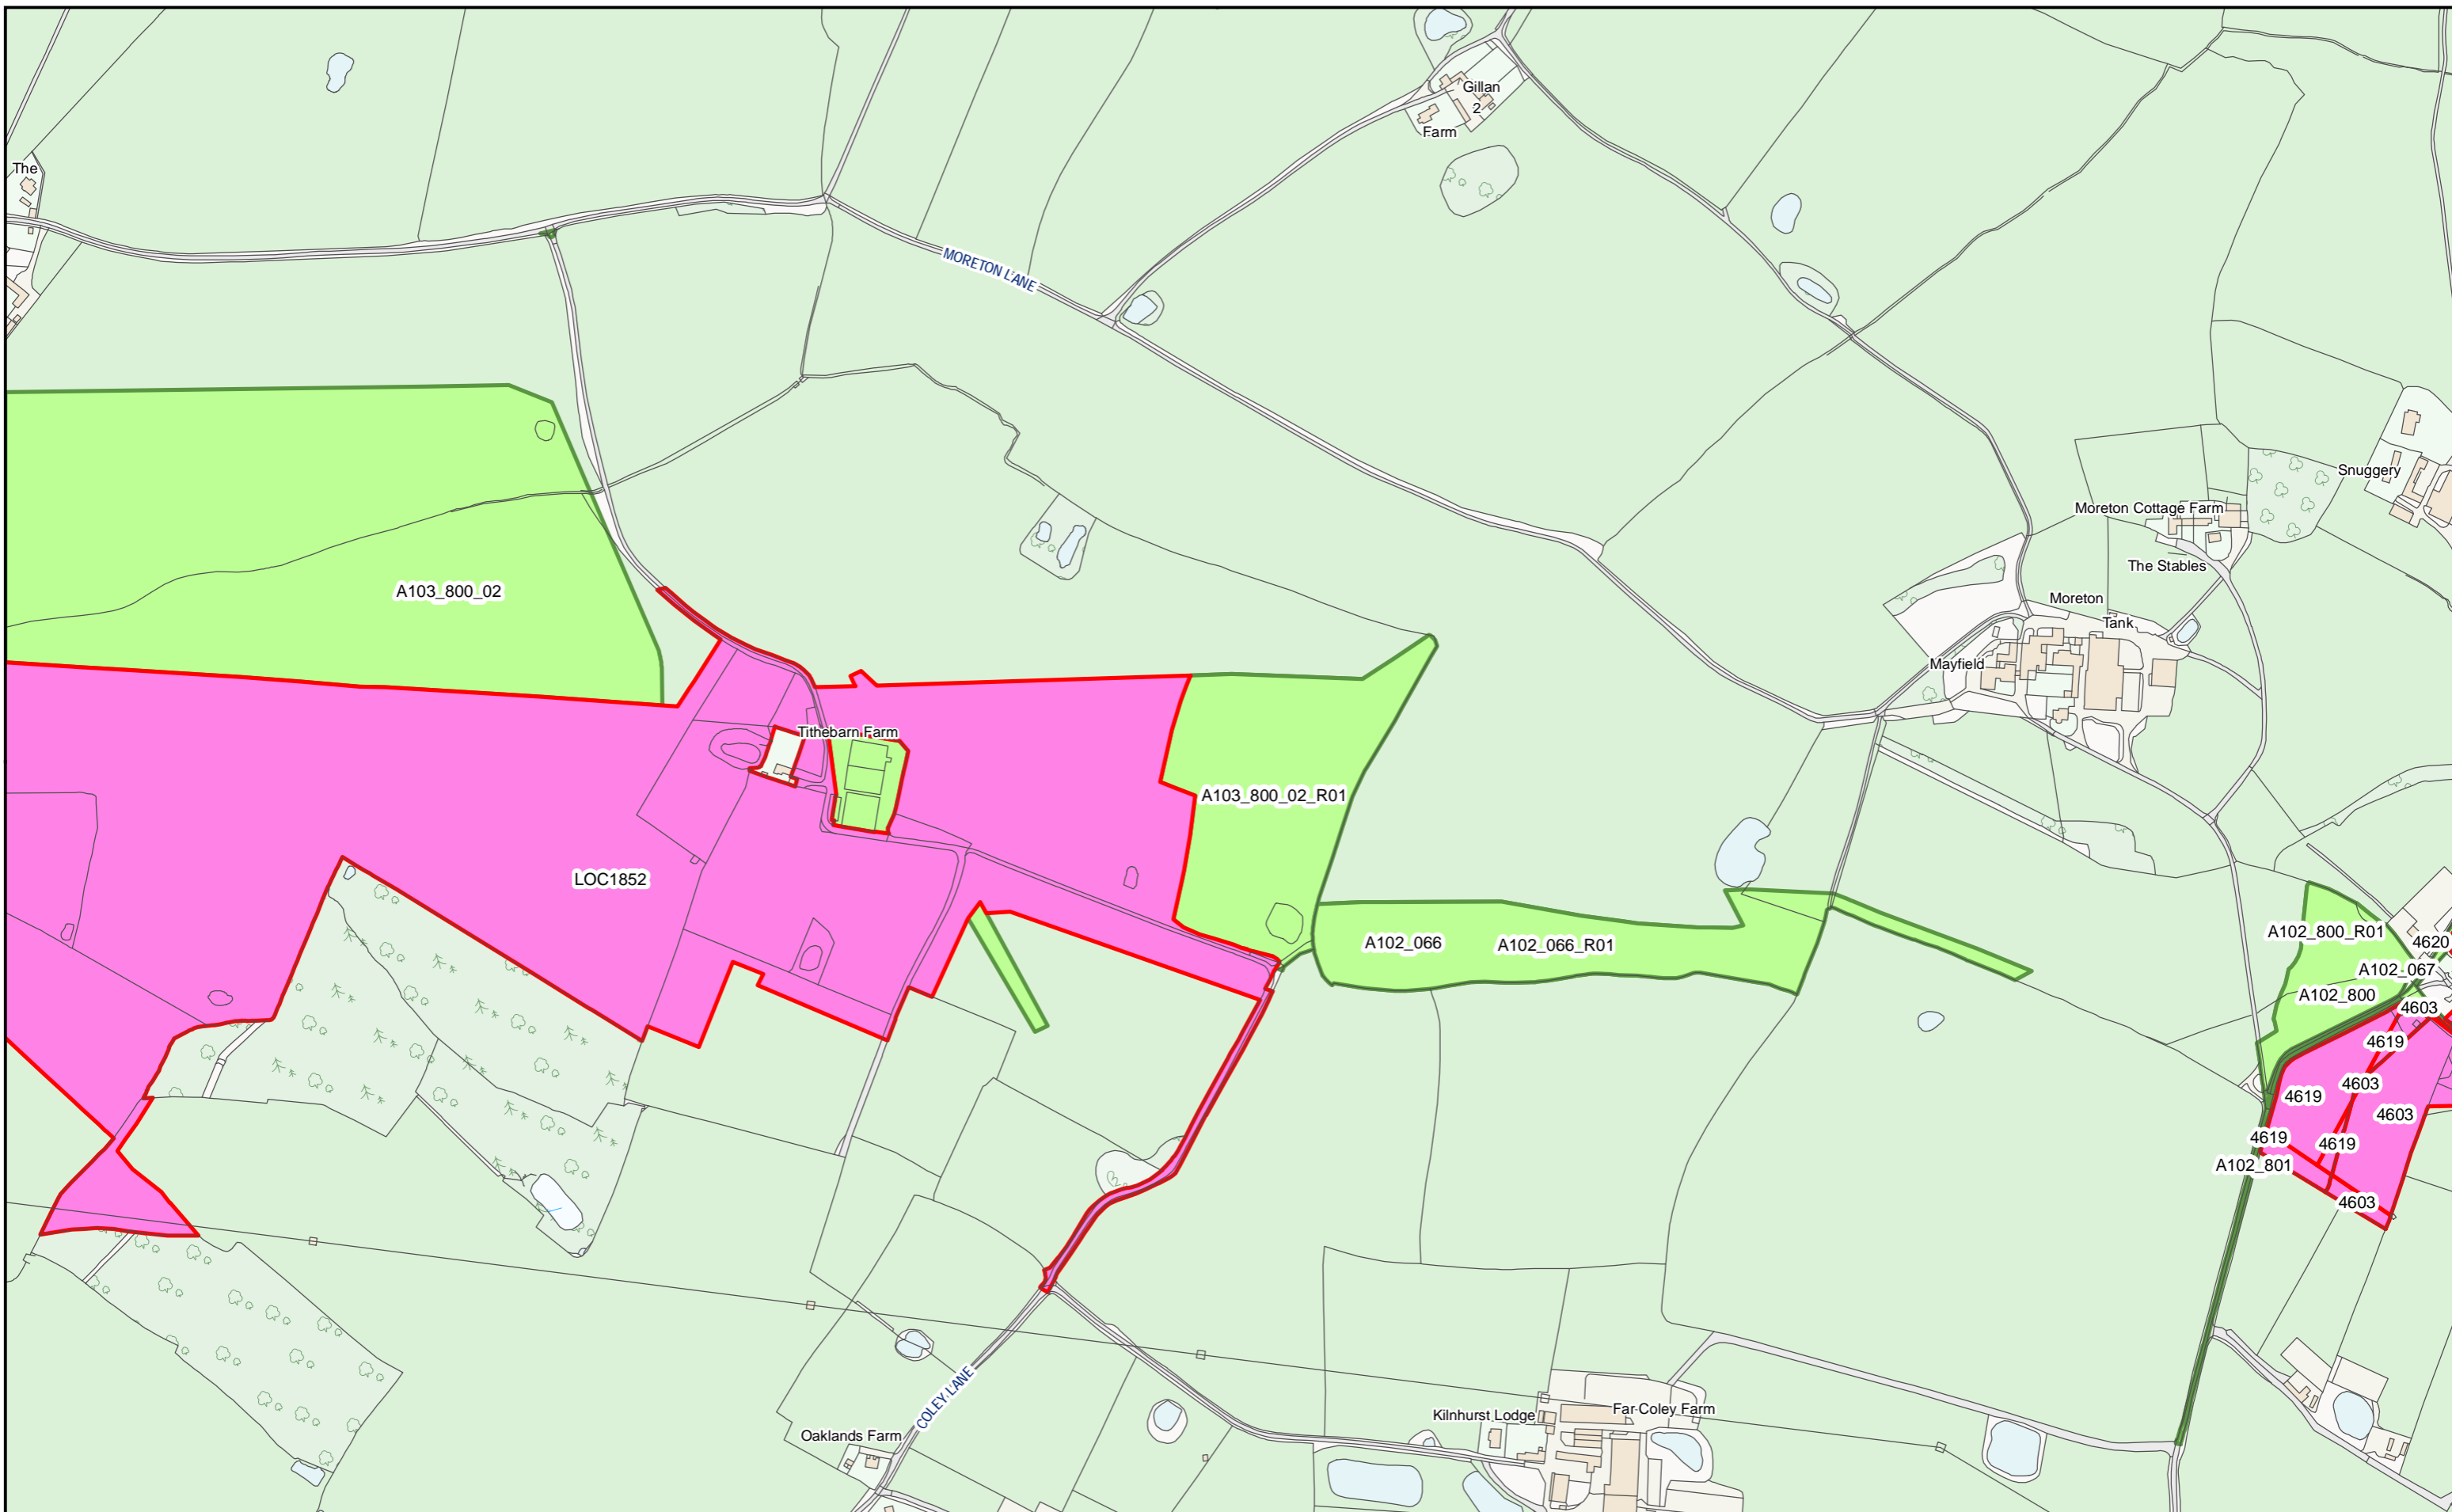 Gillan
2
Farm
The
MORETON LANE
Snuggery
Moreton Cottage Farm
The Stables
A103_800_02
Moreton
Tank
Mayfield
Tithebarn Farm
A103_800_02_R01
LOC1852
A102_066
A102_066_R01
A102_800_R01
4620
A102_067
A102_800
4603
4619
4603
4619
4603
4619
4619
A102_801
4603
COLEY LANE
Kilnhurst Lodge
Far Coley Farm
Oaklands Farm